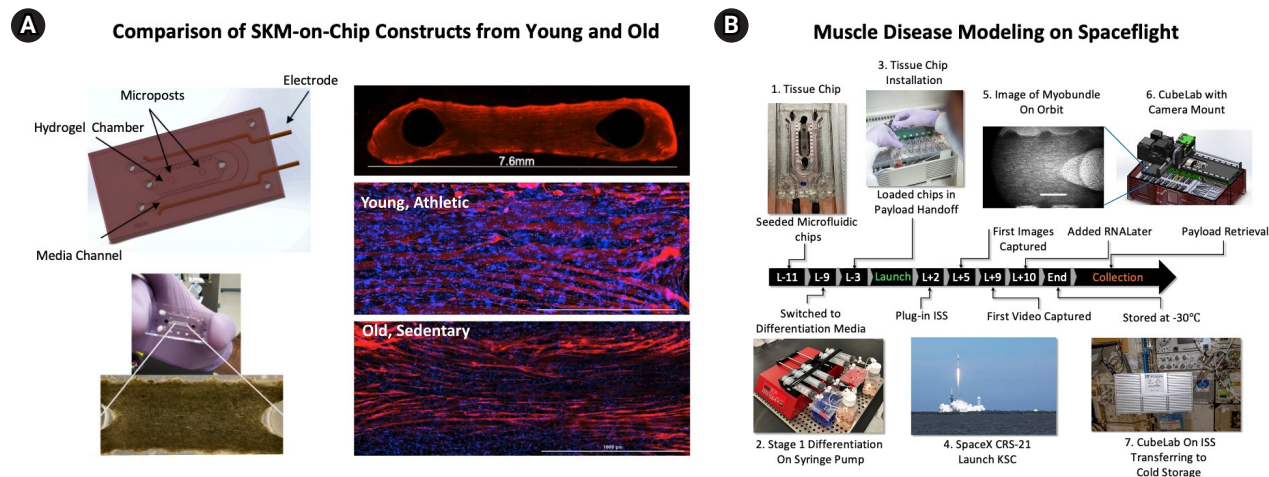 A
Comparison of SKM-on-Chip Constructs from Young and Old
Electrode
Microposts
Hydrogel Chamber
Media Channel
7.6mm
Young, Athletic
Old, Sedentary
1000 µm
B
Muscle Disease Modeling on Spaceflight
1. Tissue Chip
3. Tissue Chip
Installation
5. Image of Myobundle
On Orbit
6. CubeLab with
Camera Mount
Seeded Microfluidic
chips
Loaded chips in
Payload Handoff
First Images
Captured
Added RNALater
Payload Retrieval
L-11
L-9
L-3
Launch
L+2
L+5
L+9
L+10
End
Collection
Switched to
Differentiation Media
Plug-in ISS
First Video Captured
Stored at -30℃
2. Stage 1 Differentiation
On Syringe Pump
4. SpaceX CRS-21
Launch KSC
7. CubeLab On ISS
Transferring to
Cold Storage